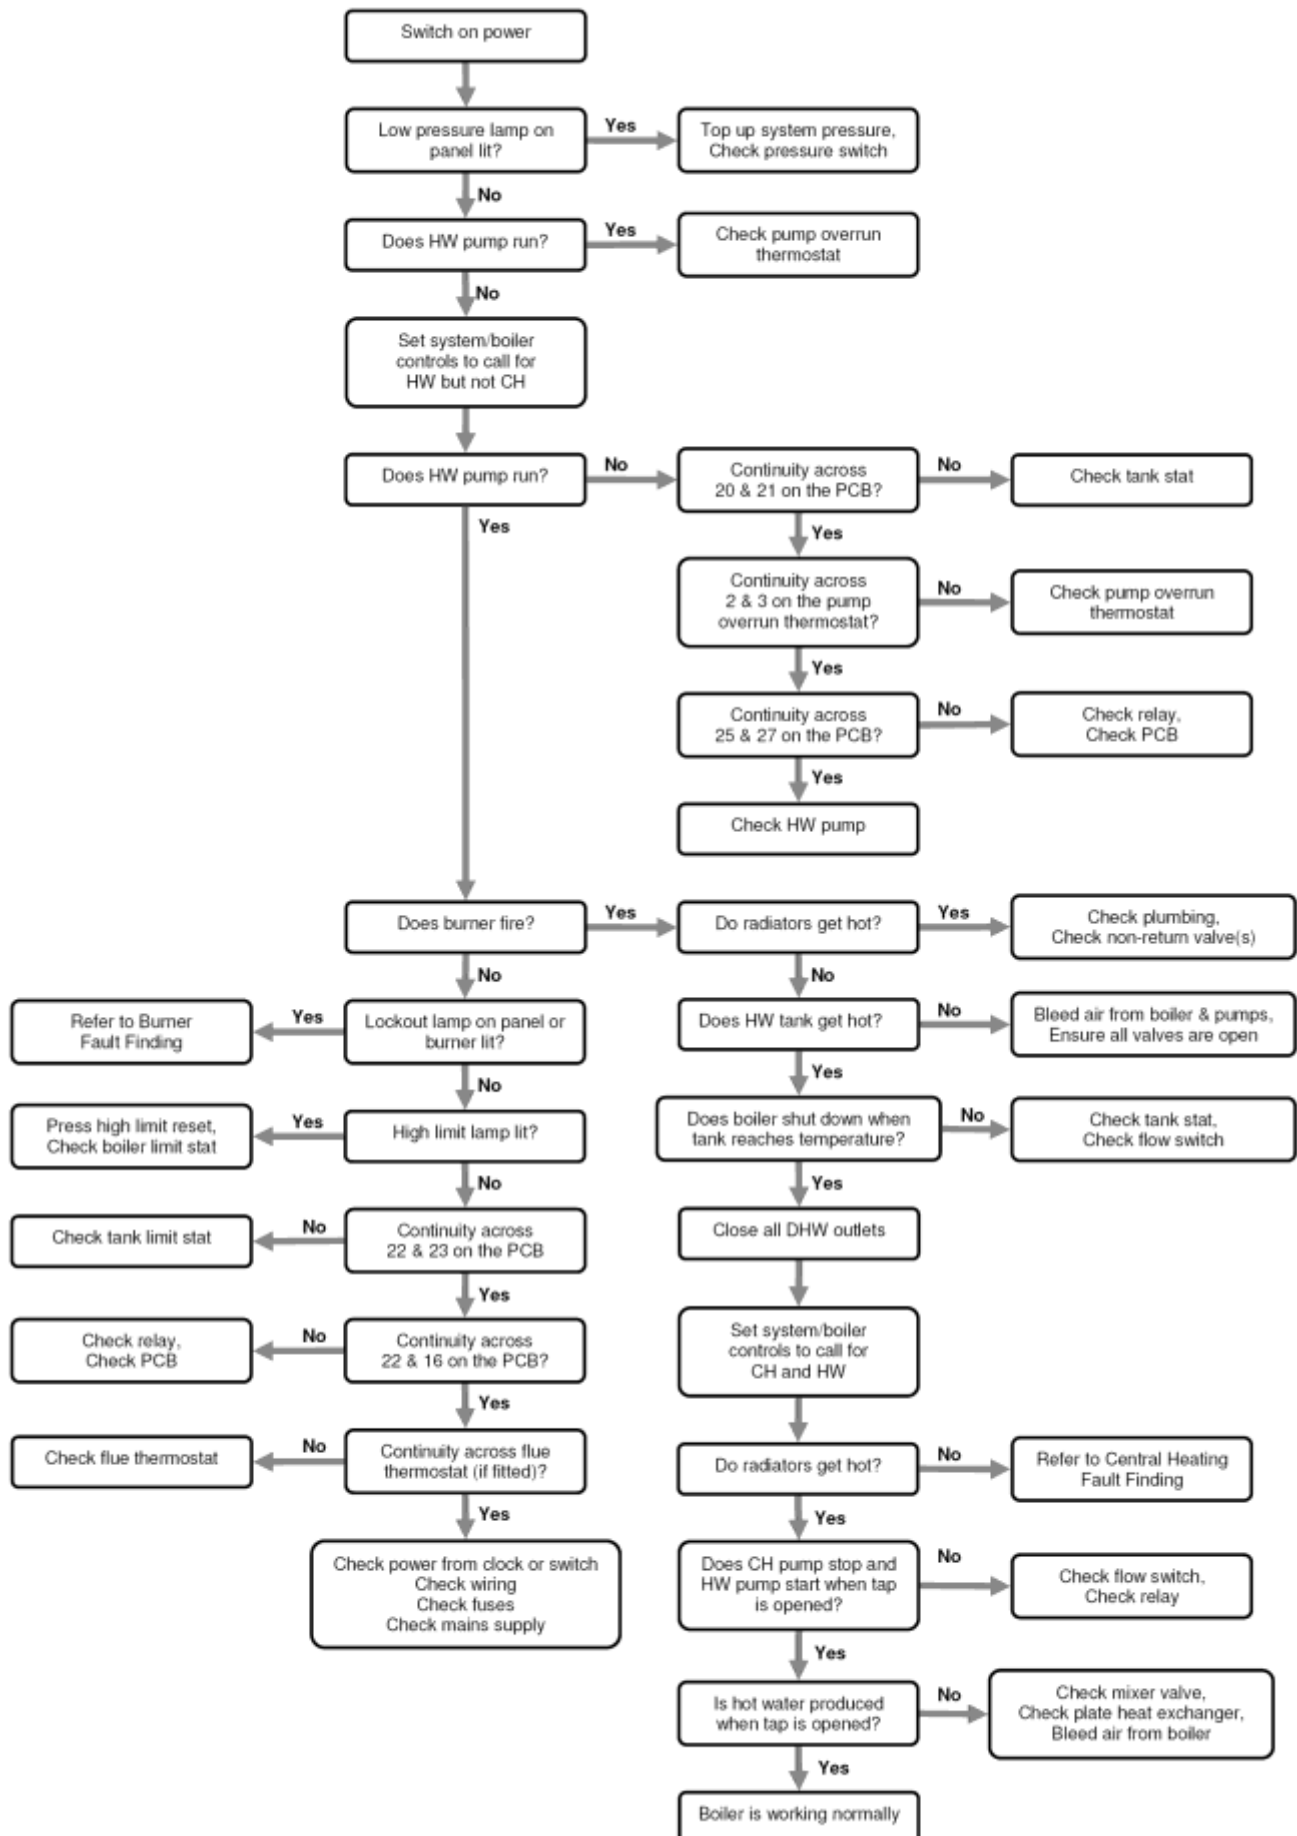 Switch on power
Low pressure lamp on
panel lit?
Yes
Top up system pressure,
Check pressure switch
No
Does HW pump run?
Yes
Check pump overrun
thermostat
No
Set system/boiler
controls to call for
HW but not CH
Does HW pump run?
No
Continuity across
20 & 21 on the PCB?
No
Check tank stat
Yes
Yes
Continuity across
2 & 3 on the pump
overrun thermostat?
No
Check pump overrun
thermostat
Yes
Continuity across
25 & 27 on the PCB?
No
Check relay,
Check PCB
Yes
Check HW pump
Does burner fire?
Yes
Do radiators get hot?
Yes
Check plumbing,
Check non-return valve(s)
No
No
Refer to Burner
Fault Finding
Yes
Lockout lamp on panel or
burner lit?
Does HW tank get hot?
No
Bleed air from boiler & pumps,
Ensure all valves are open
No
Yes
Press high limit reset,
Check boiler limit stat
Yes
High limit lamp lit?
Does boiler shut down when
tank reaches temperature?
No
Check tank stat,
Check flow switch
No
Yes
Check tank limit stat
No
Continuity across
22 & 23 on the PCB
Close all DHW outlets
Yes
Check relay,
Check PCB
No
Continuity across
22 & 16 on the PCB?
Set system/boiler
controls to call for
CH and HW
Yes
Check flue thermostat
No
Continuity across flue
thermostat (if fitted)?
Do radiators get hot?
No
Refer to Central Heating
Fault Finding
Yes
Yes
Check power from clock or switch
Check wiring
Check fuses
Check mains supply
Does CH pump stop and
HW pump start when tap
is opened?
No
Check flow switch,
Check relay
Yes
Is hot water produced
when tap is opened?
No
Check mixer valve,
Check plate heat exchanger,
Bleed air from boiler
Yes
Boiler is working normally